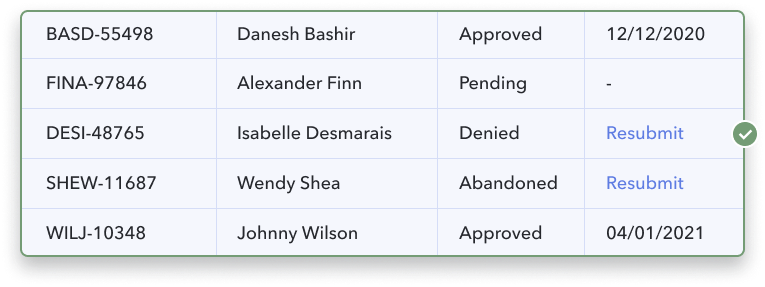 BASD-55498 Danesh Bashir Approved 12/12/2020
FINA-97846 Alexander Finn Pending -
DESI-48765 Isabelle Desmarais Denied Resubmit
SHEW-11687 Wendy Shea Abandoned Resubmit
WILJ-10348 Johnny Wilson Approved 04/01/2021